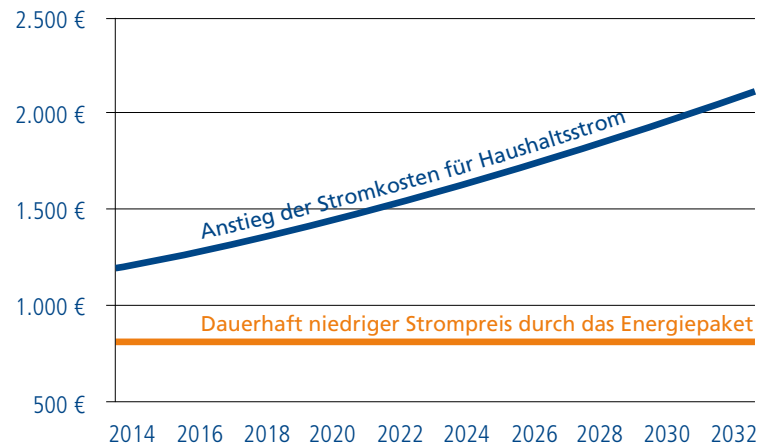 2.500 €
2.000 €
Anstieg der Stromkosten für Haushaltsstrom
1.500 €
1.000 €
Dauerhaft niedriger Strompreis durch das Energiepaket
500 €
2014 2016 2018 2020 2022 2024 2026 2028 2030 2032